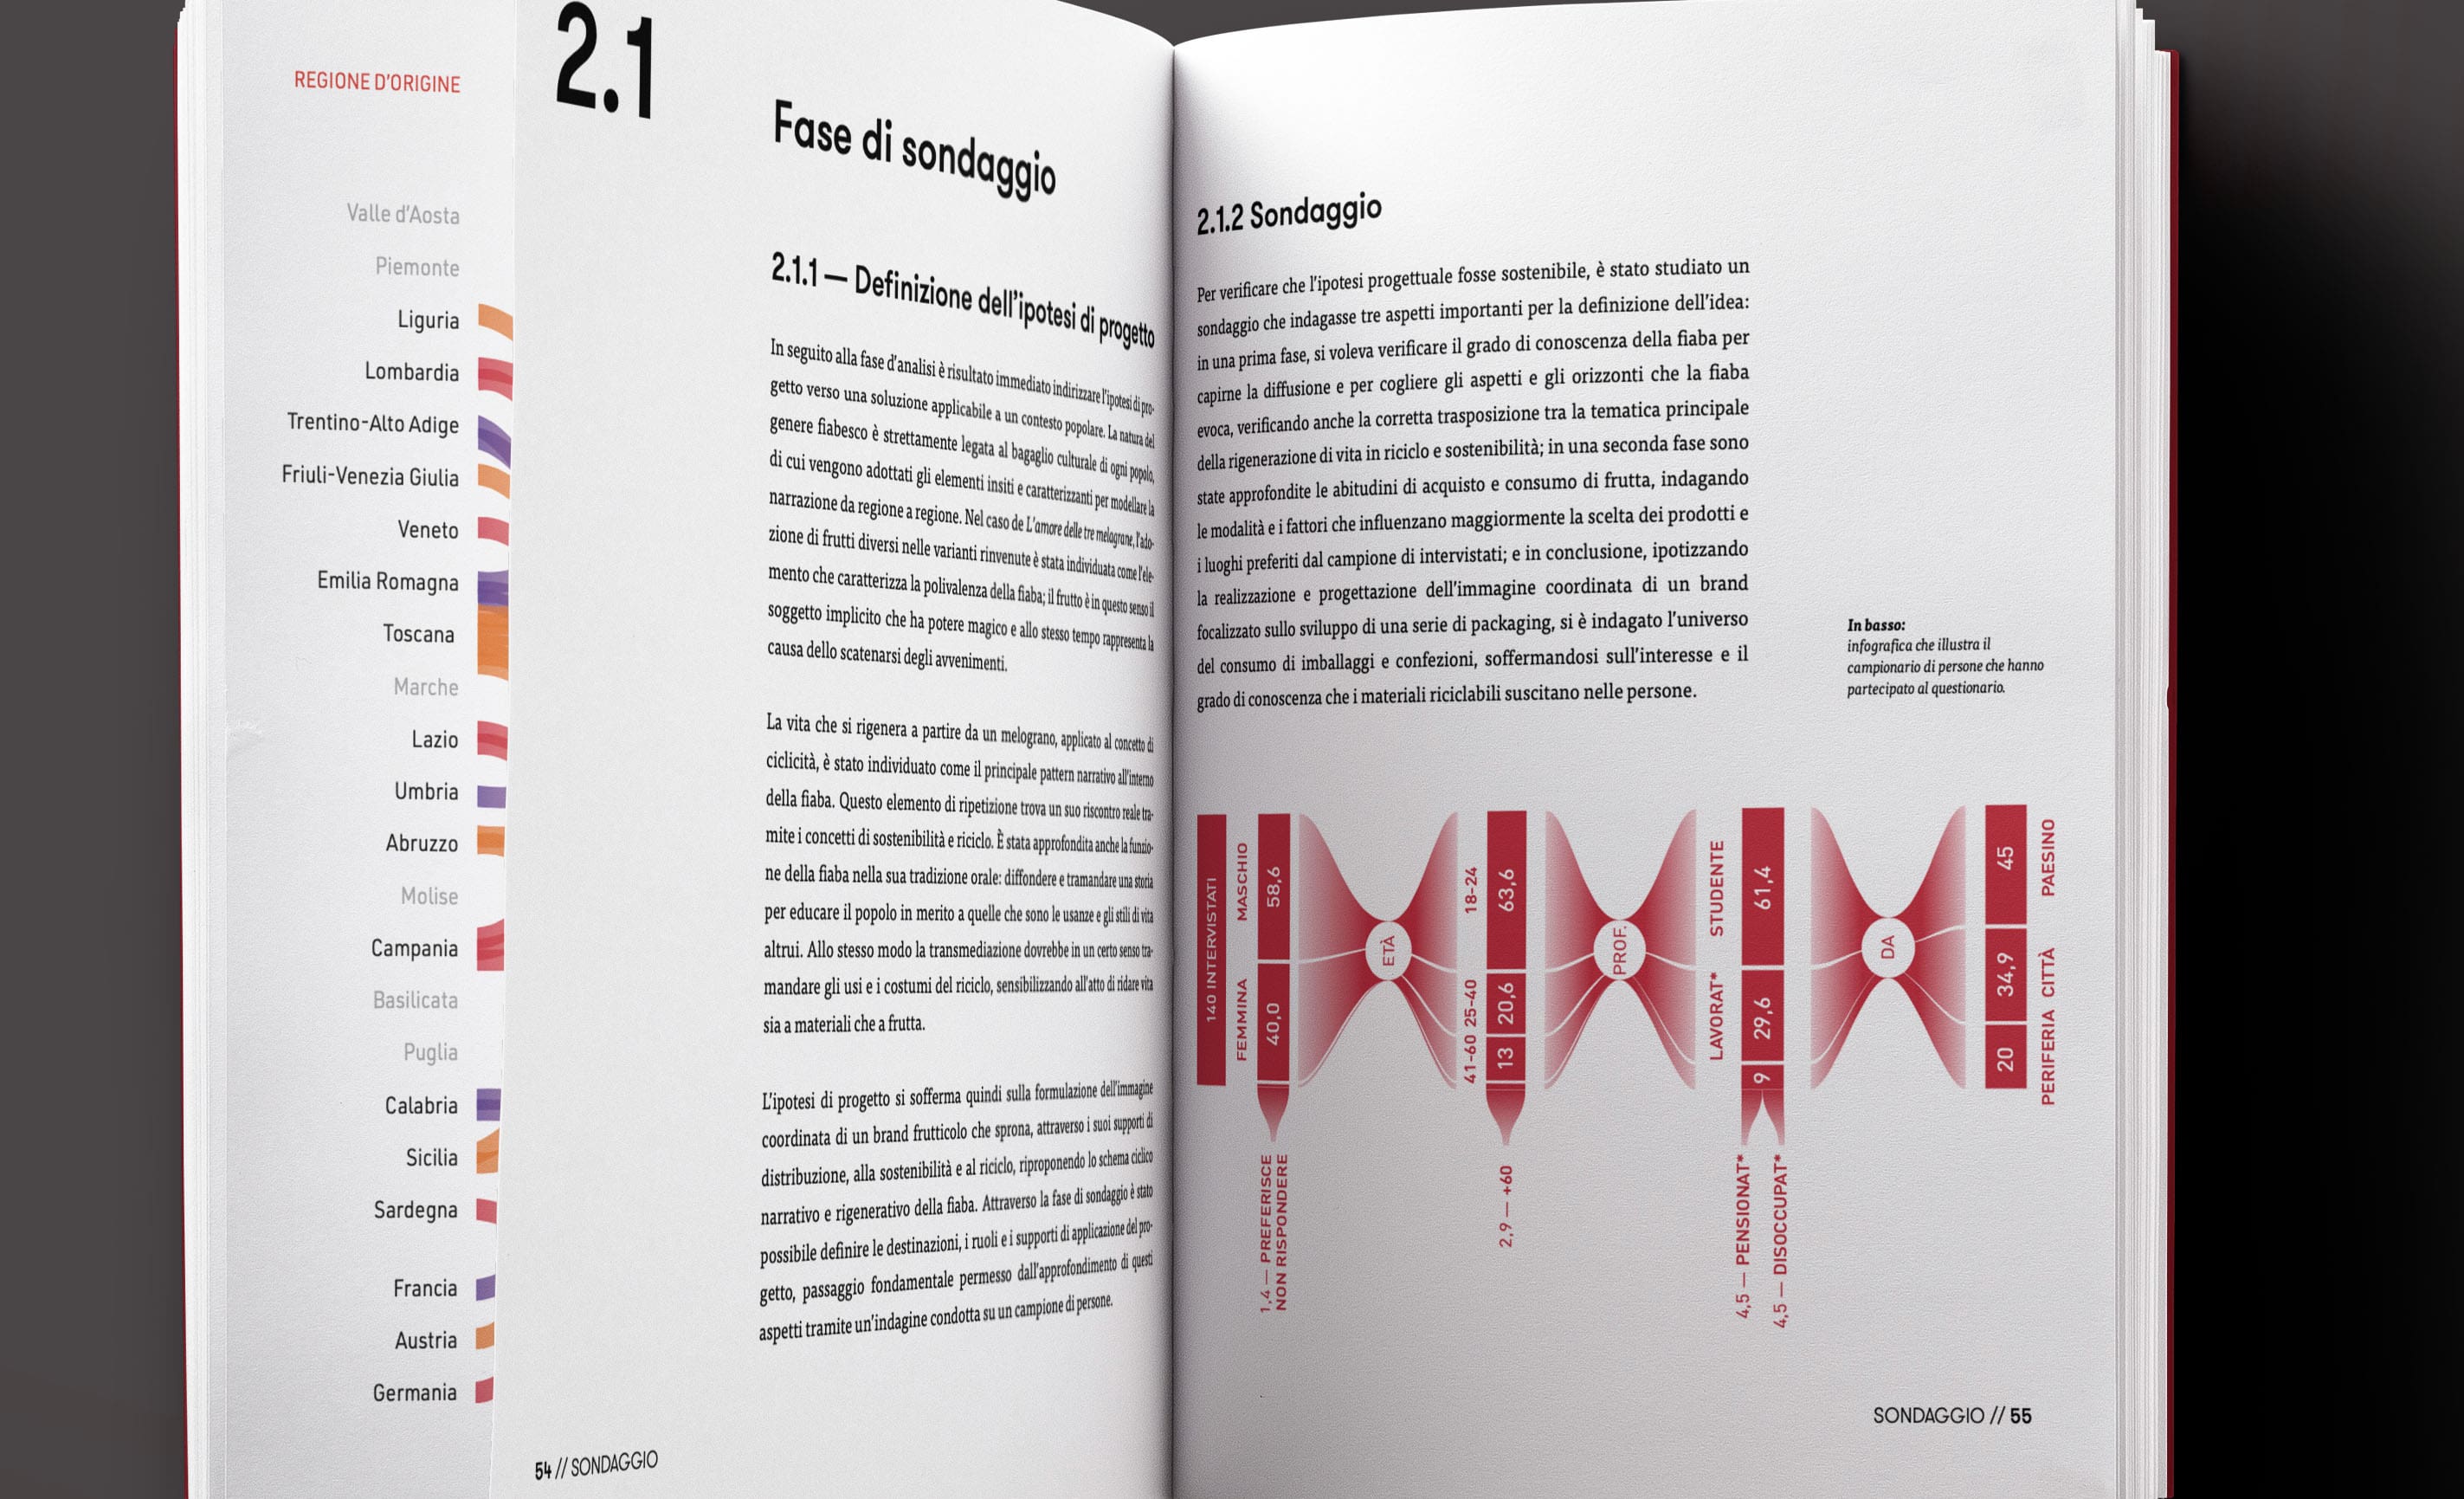 REGIONE D'ORIGINE
Valle d'Aosta
Piemonte
Liguria
Lombardia
Trentino-Alto Adige
Friuli-Venezia Giulia
Veneto
Emilia Romagna
Toscana
Marche
Lazio
Umbria
Abruzzo
Molise
Campania
Basilicata
Puglia
Calabria
Sicilia
Sardegna
Francia
Austria
Germania
2.1
Fase di sondaggio
2.1.1 — Definizione dell'ipotesi di progetto
In seguito alla fase d'analisi è risultato immediato indirizzare l'ipotesi di pro-
getto verso una soluzione applicabile a un contesto popolare. La natura del
genere fiabesco è strettamente legata al bagaglio culturale di ogni popolo,
di cui vengono adottati gli elementi insiti e caratterizzanti per modellare la
narrazione da regione a regione. Nel caso de L'amore delle tre melagrane, l'ado-
zione di frutti diversi nelle varianti rinvenute è stata individuata come l'ele-
mento che caratterizza la polivalenza della fiaba; il frutto è in questo senso il
soggetto implicito che ha potere magico e allo stesso tempo rappresenta la
causa dello scatenarsi degli avvenimenti.
La vita che si rigenera a partire da un melograno, applicato al concetto di
ciclicità, è stato individuato come il principale pattern narrativo all'interno
della fiaba. Questo elemento di ripetizione trova un suo riscontro reale tra-
mite i concetti di sostenibilità e riciclo. È stata approfondita anche la funzio-
ne della fiaba nella sua tradizione orale: diffondere e tramandare una storia
per educare il popolo in merito a quelle che sono le usanze e gli stili di vita
altrui. Allo stesso modo la transmediazione dovrebbe in un certo senso tra-
mandare gli usi e i costumi del riciclo, sensibilizzando all'atto di ridare vita
sia a materiali che a frutta.
L'ipotesi di progetto si sofferma quindi sulla formulazione dell'immagine
coordinata di un brand frutticolo che sprona, attraverso i suoi supporti di
distribuzione, alla sostenibilità e al riciclo, riproponendo lo schema ciclico
narrativo e rigenerativo della fiaba. Attraverso la fase di sondaggio è stato
possibile definire le destinazioni, i ruoli e i supporti di applicazione del pro-
getto, passaggio fondamentale permesso dall'approfondimento di questi
aspetti tramite un'indagine condotta su un campione di persone.
54 // SONDAGGIO
2.1.2 Sondaggio
Per verificare che l'ipotesi progettuale fosse sostenibile, è stato studiato un
sondaggio che indagasse tre aspetti importanti per la definizione dell'idea:
in una prima fase, si voleva verificare il grado di conoscenza della fiaba per
capirne la diffusione e per cogliere gli aspetti e gli orizzonti che la fiaba
evoca, verificando anche la corretta trasposizione tra la tematica principale
della rigenerazione di vita in riciclo e sostenibilità; in una seconda fase sono
state approfondite le abitudini di acquisto e consumo di frutta, indagando
le modalità e i fattori che influenzano maggiormente la scelta dei prodotti e
i luoghi preferiti dal campione di intervistati; e in conclusione, ipotizzando
la realizzazione e progettazione dell'immagine coordinata di un brand
focalizzato sullo sviluppo di una serie di packaging, si è indagato l'universo
del consumo di imballaggi e confezioni, soffermandosi sull'interesse e il
grado di conoscenza che i materiali riciclabili suscitano nelle persone.
In basso:
infografica che illustra il
campionario di persone che hanno
partecipato al questionario.
140 INTERVISTATI
FEMMINA MASCHIO
40,0 58,6
1,4 — PREFERISCE
NON RISPONDERE
ETÀ
41-60 25-40 18-24
13 20,6 63,6
2,9 — +60
PROF.
LAVORAT* STUDENTE
9 29,6 61,4
4,5 — PENSIONAT*
4,5 — DISOCCUPAT*
DA
20 34,9 45
PERIFERIA CITTÀ PAESINO
SONDAGGIO // 55